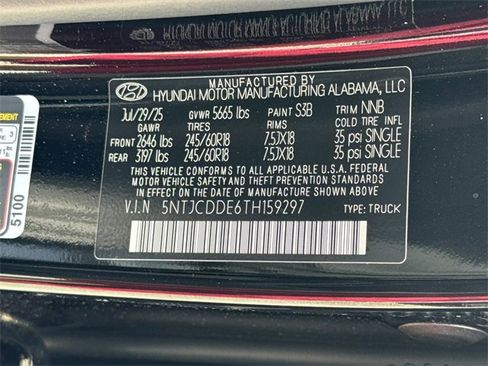 MANUFACTURED BY
HYUNDAI MOTOR MANUFACTURING ALABAMA, LLC
Jul/29/25 GVWR 5665 lbs PAINT S3B TRIM NNB
GAWR TIRES RIMS COLD TIRE INFL
FRONT 2646 lbs 245/60R18 7.5JX18 35 psi SINGLE
REAR 3197 lbs 245/60R18 7.5JX18 35 psi SINGLE
THIS VEHICLE CONFORMS TO ALL APPLICABLE U.S.A. FEDERAL
MOTOR VEHICLE SAFETY STANDARDS
IN EFFECT ON THE DATE OF MANUFACTURE SHOWN ABOVE
V.I.N 5NTJCDDE6TH159297 TYPE: TRUCK
5100